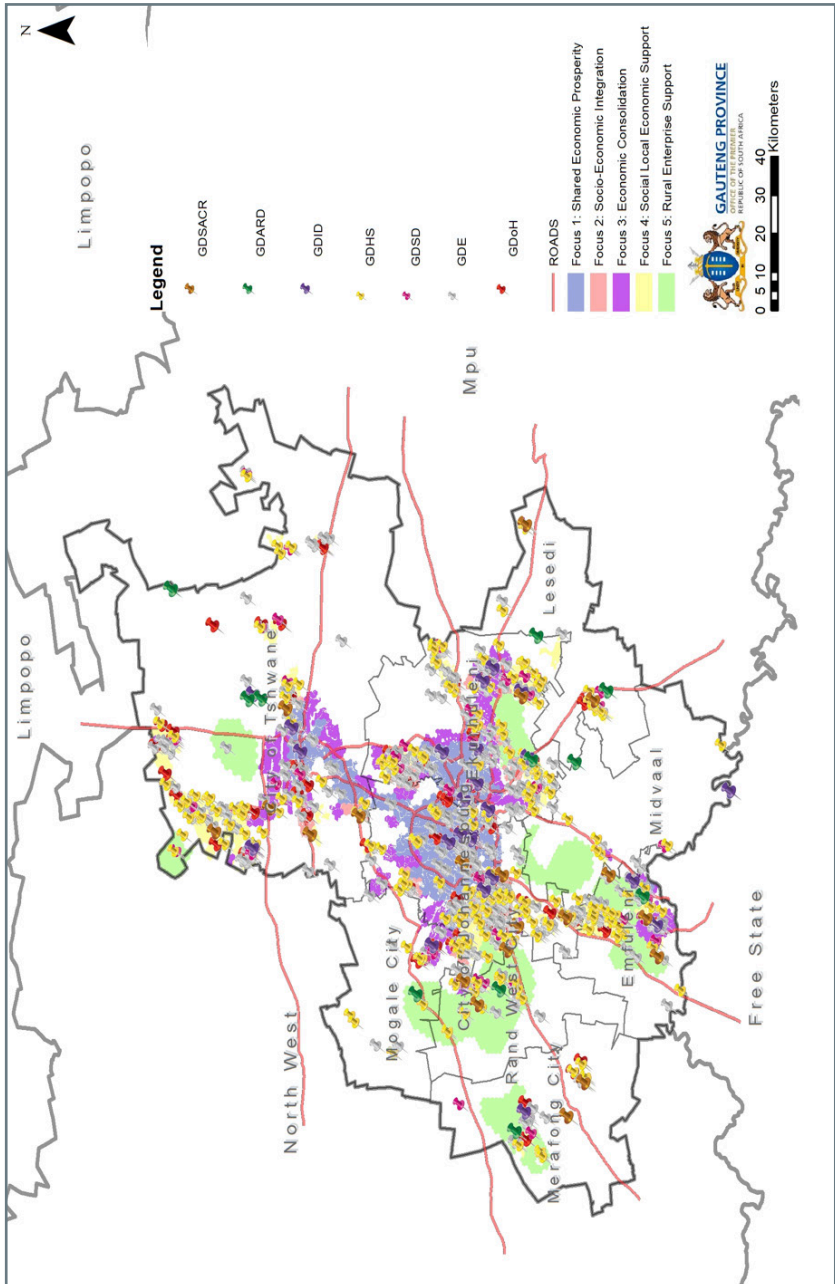 N
Limpopo
Limpopo
Legend
GDSACR
GDARD
GDID
GDHS
GDSD
GDE
GDoH
ROADS
Focus 1: Shared Economic Prosperity
Focus 2: Socio-Economic Integration
Focus 3: Economic Consolidation
Focus 4: Social Local Economic Support
Focus 5: Rural Enterprise Support
GAUTENG PROVINCE
OFFICE OF THE PREMIER
REPUBLIC OF SOUTH AFRICA
0 5 10 20 30 40
Kilometers
Mpu
North West
City of Tshwane
Mogale City
City of Johannesburg
Ekurhuleni
Rand West City
Merafong City
Lesedi
Emfuleni
Midvaal
Free State